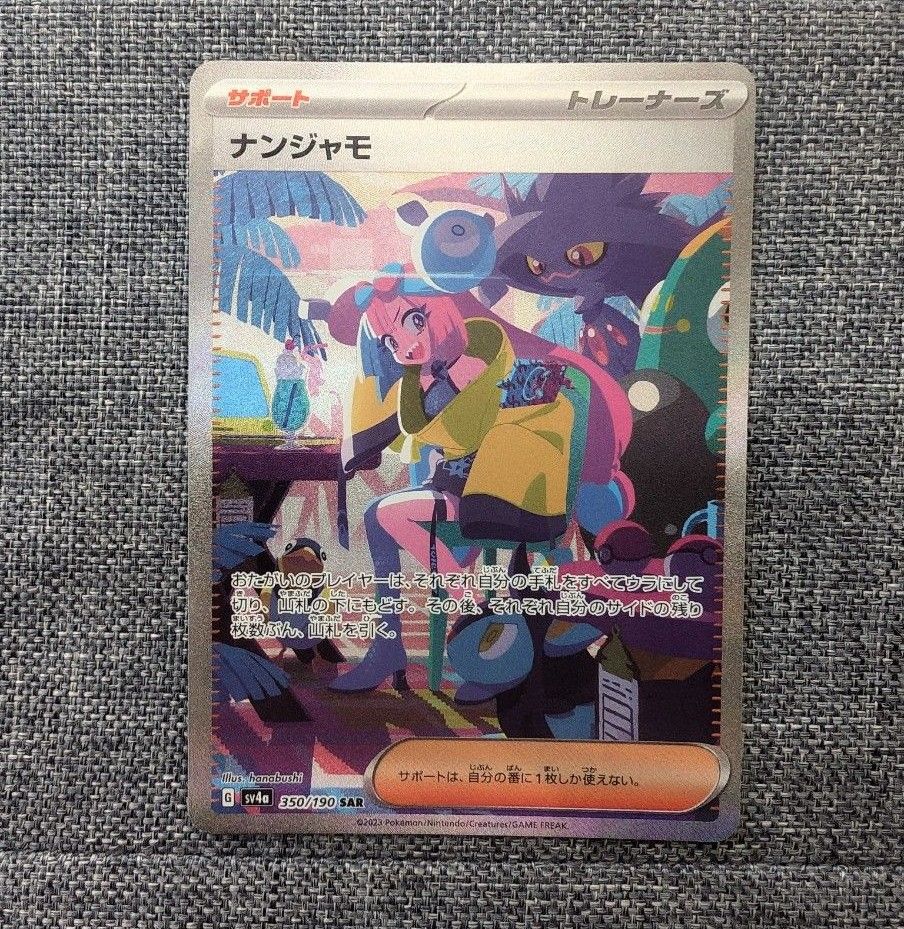 サポート トレーナーズ
ナンジャモ
おたがいのプレイヤーは、それぞれ自分の手札をすべてウラにして
切り、山札の下にもどす。その後、それぞれ自分のサイドの残り
枚数ぶん、山札を引く。
サポートは、自分の番に1枚しか使えない。
Illus. hanabushi
G sv4a 350/190 SAR
©2023 Pokémon/Nintendo/Creatures/GAME FREAK.